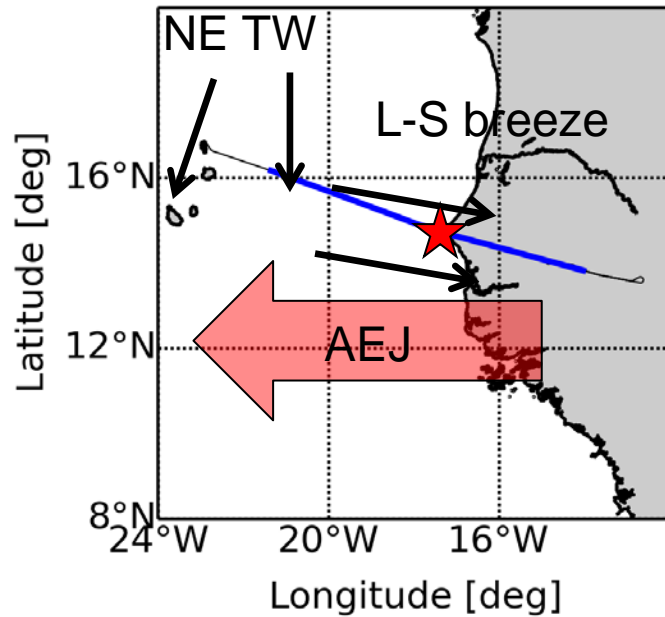 NE TW
L-S breeze
16°N
AEJ
12°N
8°N
24°W 20°W 16°W
Longitude [deg]
Latitude [deg]